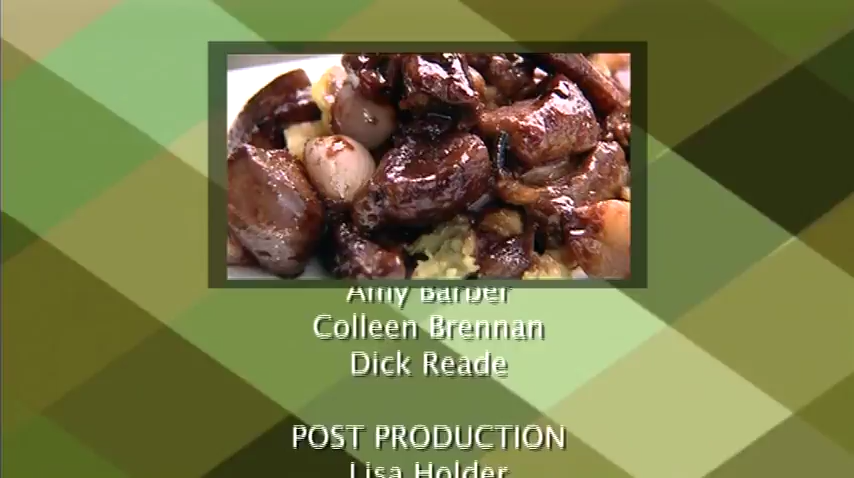 Amy Barber
Colleen Brennan
Dick Reade
POST PRODUCTION
Lisa Holder